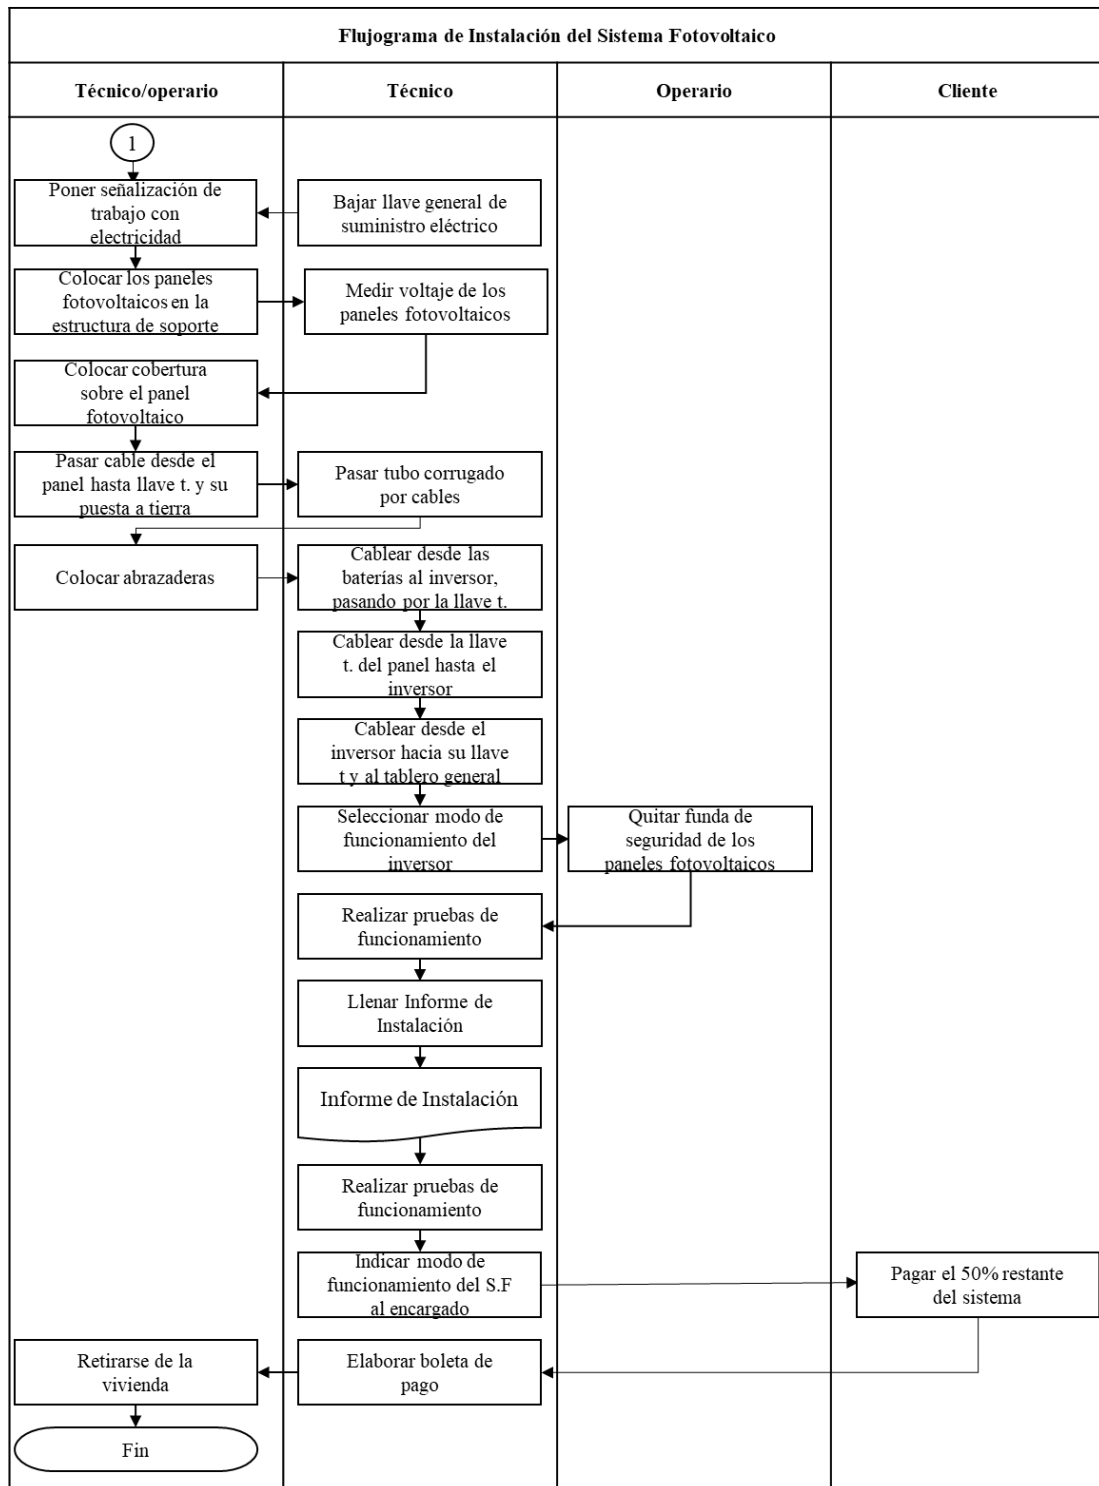 Flujograma de Instalación del Sistema Fotovoltaico
Técnico/operario
Técnico
Operario
Cliente
1
Poner señalización de
trabajo con
electricidad
Bajar llave general de
suministro eléctrico
Colocar los paneles
fotovoltaicos en la
estructura de soporte
Medir voltaje de los
paneles fotovoltaicos
Colocar cobertura
sobre el panel
fotovoltaico
Pasar cable desde el
panel hasta llave t. y su
puesta a tierra
Pasar tubo corrugado
por cables
Colocar abrazaderas
Cablear desde las
baterías al inversor,
pasando por la llave t.
Cablear desde la llave
t. del panel hasta el
inversor
Cablear desde el
inversor hacia su llave
t y al tablero general
Seleccionar modo de
funcionamiento del
inversor
Quitar funda de
seguridad de los
paneles fotovoltaicos
Realizar pruebas de
funcionamiento
Llenar Informe de
Instalación
Informe de Instalación
Realizar pruebas de
funcionamiento
Indicar modo de
funcionamiento del S.F
al encargado
Pagar el 50% restante
del sistema
Retirarse de la
vivienda
Elaborar boleta de
pago
Fin